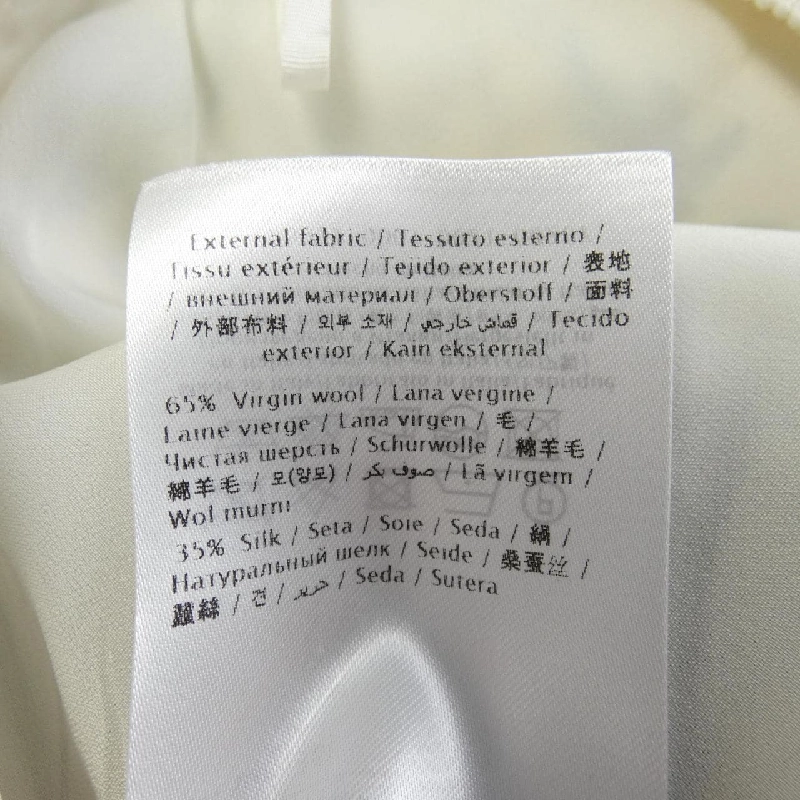 External fabric / Tessuto esterno /
Tissu extérieur / Tejido exterior / 表地
/ внешний материал / Oberstoff / 面料
/ 外部布料 / 외부 소재 / قماش خارجي / Tecido
exterior / Kain eksternal
65% Virgin wool / Lana vergine /
Laine vierge / Lana virgen / 毛 /
Чистая шерсть / Schurwolle / 綿羊毛 /
綿羊毛 / 모(양모) / صوف بكر / Lã virgem /
Wol murni
35% Silk / Seta / Soie / Seda / 絹 /
Натуральный шелк / Seide / 桑蚕丝 /
蠶絲 / 견 / حرير / Seda / Sutera